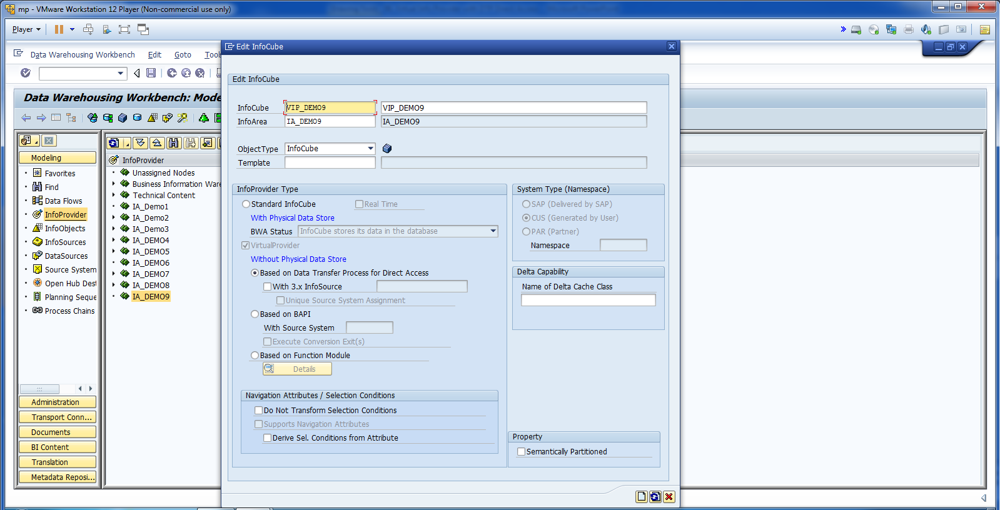 mp - VMware Workstation 12 Player (Non-commercial use only)
Player
Data Warehousing Workbench Edit Goto
Edit InfoCube
Data Warehousing Workbench: Mode
Modeling
Favorites
Find
Data Flows
InfoProvider
InfoObjects
InfoSources
DataSources
Source System
Open Hub Dest
Planning Seque
Process Chains
Administration
Transport Conn...
Documents
BI Content
Translation
Metadata Reposi...
InfoProvider
Unassigned Nodes
Business Information Ware
Technical Content
IA_Demo1
IA_Demo2
IA_Demo3
IA_DEMO4
IA_DEMO5
IA_DEMO6
IA_DEMO7
IA_DEMO8
IA_DEMO9
Edit InfoCube
InfoCube VIP_DEMO9 VIP_DEMO9
InfoArea IA_DEMO9 IA_DEMO9
ObjectType InfoCube
Template
InfoProvider Type
Standard InfoCube Real Time
With Physical Data Store
BWA Status InfoCube stores its data in the database
VirtualProvider
Without Physical Data Store
Based on Data Transfer Process for Direct Access
With 3.x InfoSource
Unique Source System Assignment
Based on BAPI
With Source System
Execute Conversion Exit(s)
Based on Function Module
Details
Navigation Attributes / Selection Conditions
Do Not Transform Selection Conditions
Supports Navigation Attributes
Derive Sel. Conditions from Attribute
System Type (Namespace)
SAP (Delivered by SAP)
CUS (Generated by User)
PAR (Partner)
Namespace
Delta Capability
Name of Delta Cache Class
Property
Semantically Partitioned